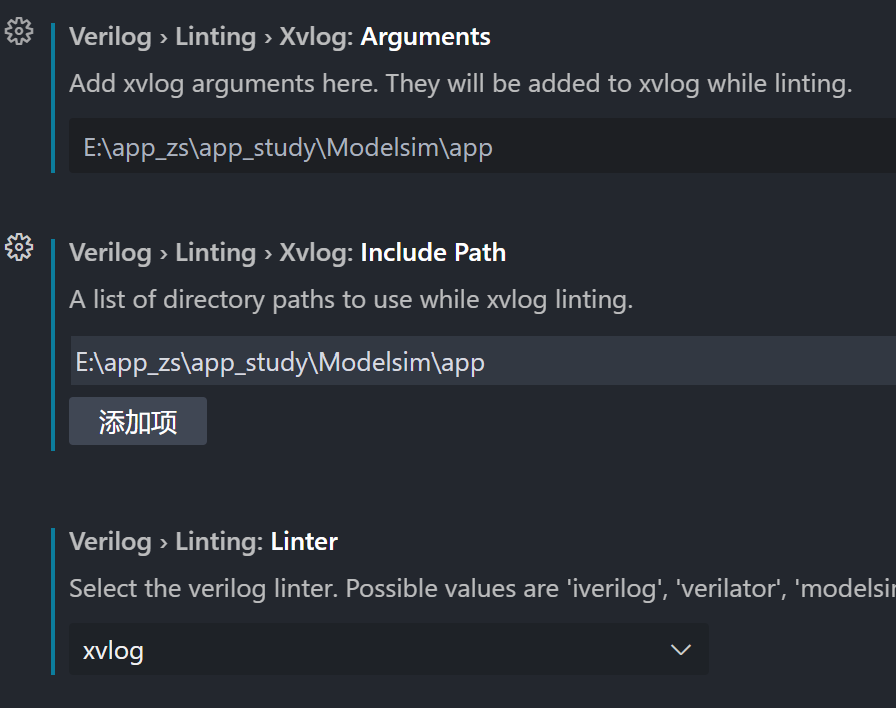 Verilog › Linting › Xvlog: Arguments
Add xvlog arguments here. They will be added to xvlog while linting.
E:\app_zs\app_study\Modelsim\app
Verilog › Linting › Xvlog: Include Path
A list of directory paths to use while xvlog linting.
E:\app_zs\app_study\Modelsim\app
添加项
Verilog › Linting: Linter
Select the verilog linter. Possible values are 'iverilog', 'verilator', 'modelsi
xvlog